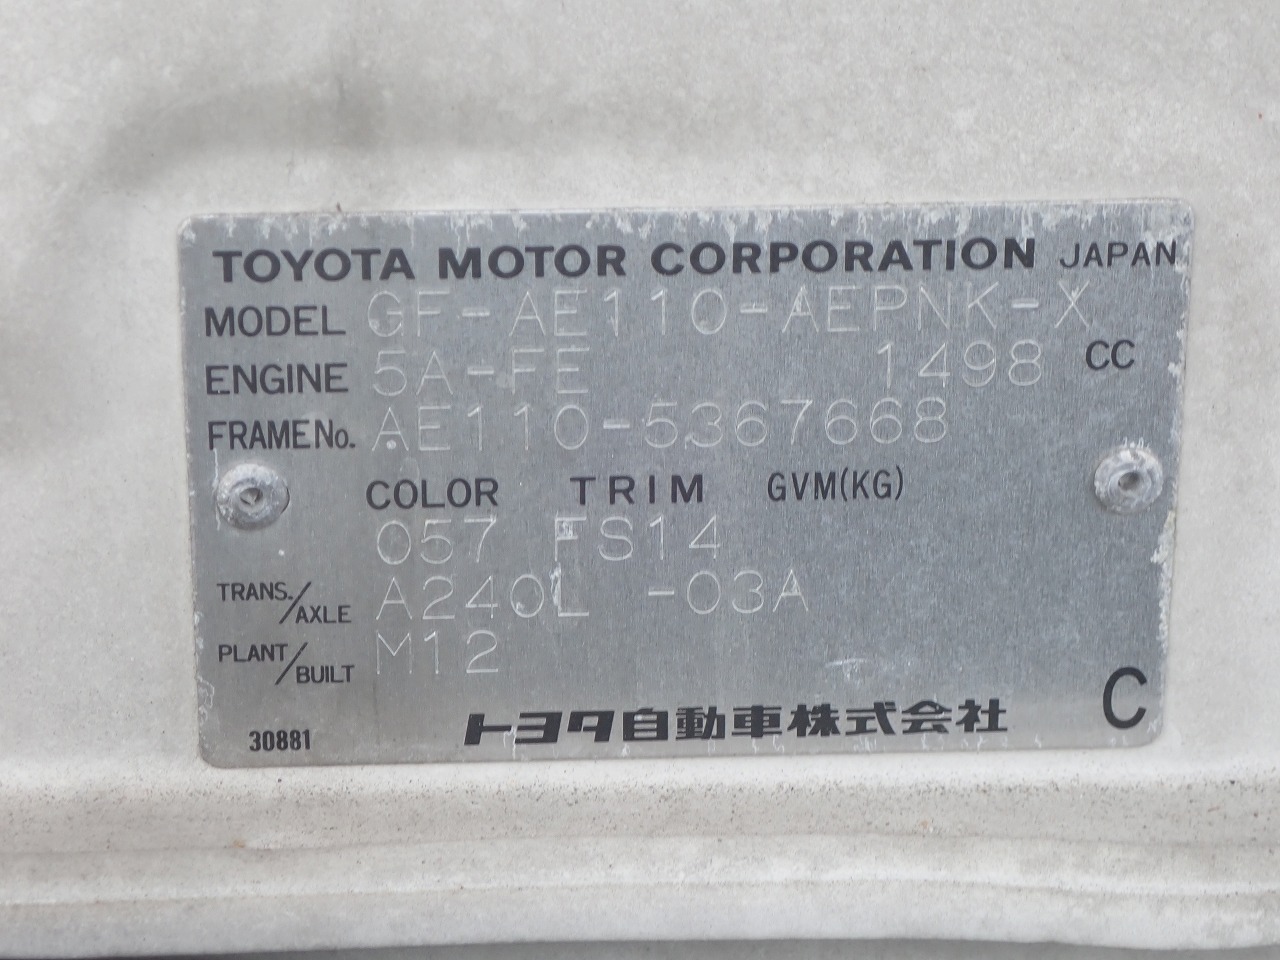 TOYOTA MOTOR CORPORATION JAPAN
MODEL GF-AE110-AEPNK-X
ENGINE 5A-FE 1498 CC
FRAME No. AE110-5367668
COLOR TRIM GVM(KG)
057 FS14
TRANS./AXLE A240L -03A
PLANT/BUILT M12
30881 トヨタ自動車株式会社 C